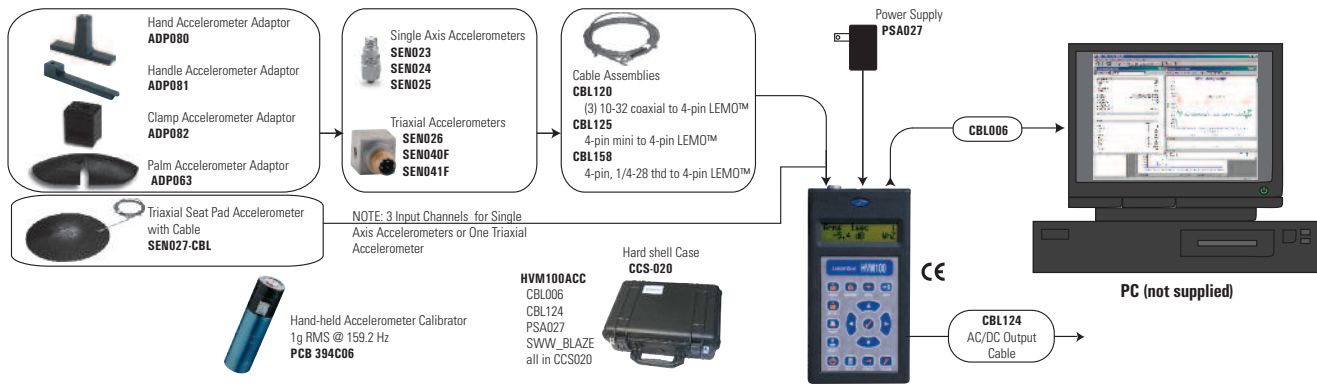 Hand Accelerometer Adaptor
ADP080
Handle Accelerometer Adaptor
ADP081
Clamp Accelerometer Adaptor
ADP082
Palm Accelerometer Adaptor
ADP063
Triaxial Seat Pad Accelerometer
with Cable
SEN027-CBL
Single Axis Accelerometers
SEN023
SEN024
SEN025
Triaxial Accelerometers
SEN026
SEN040F
SEN041F
Cable Assemblies
CBL120
(3) 10-32 coaxial to 4-pin LEMO™
CBL125
4-pin mini to 4-pin LEMO™
CBL158
4-pin, 1/4-28 thd to 4-pin LEMO™
NOTE: 3 Input Channels for Single
Axis Accelerometers or One Triaxial
Accelerometer
Power Supply
PSA027
CBL006
PC (not supplied)
Hand-held Accelerometer Calibrator
1g RMS @ 159.2 Hz
PCB 394C06
HVM100ACC
CBL006
CBL124
PSA027
SWW_BLAZE
all in CCS020
Hard shell Case
CCS-020
-5.4 dB
HVM100
CE
CBL124
AC/DC Output
Cable